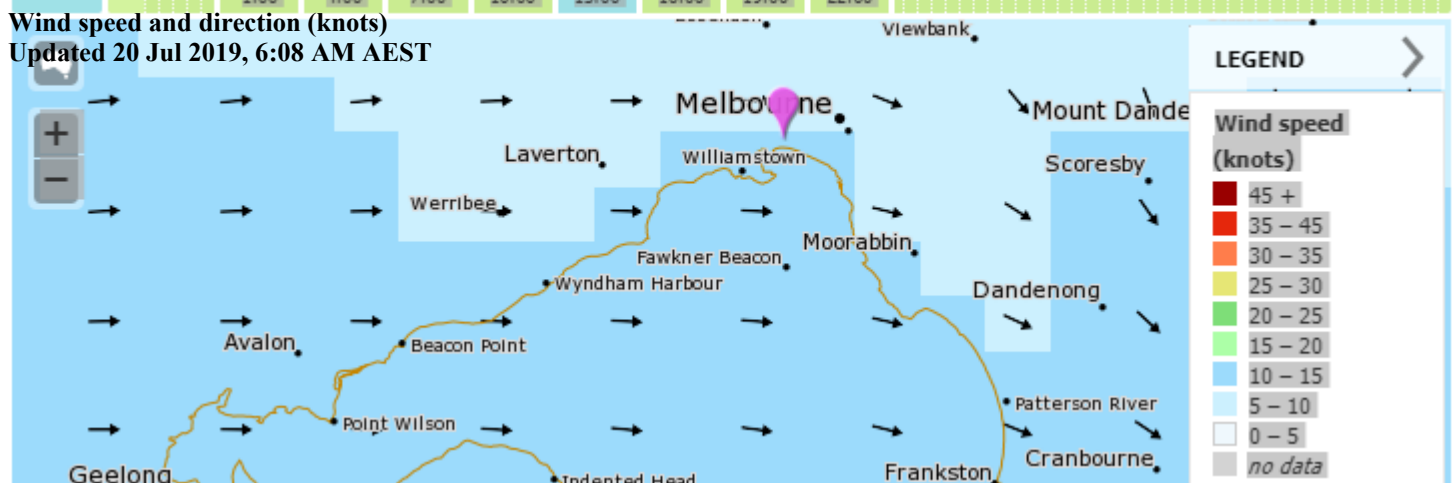 Wind speed and direction (knots)
Updated 20 Jul 2019, 6:08 AM AEST
Viewbank
LEGEND
+
−
Melbourne
Mount Dande
Wind speed
(knots)
Laverton
Williamstown
Scoresby
45 +
Werribee
35 – 45
Moorabbin
30 – 35
Fawkner Beacon
Wyndham Harbour
25 – 30
Dandenong
20 – 25
Avalon
Beacon Point
15 – 20
10 – 15
Patterson River
5 – 10
Point Wilson
0 – 5
Geelong
Indented Head
Frankston
Cranbourne
no data